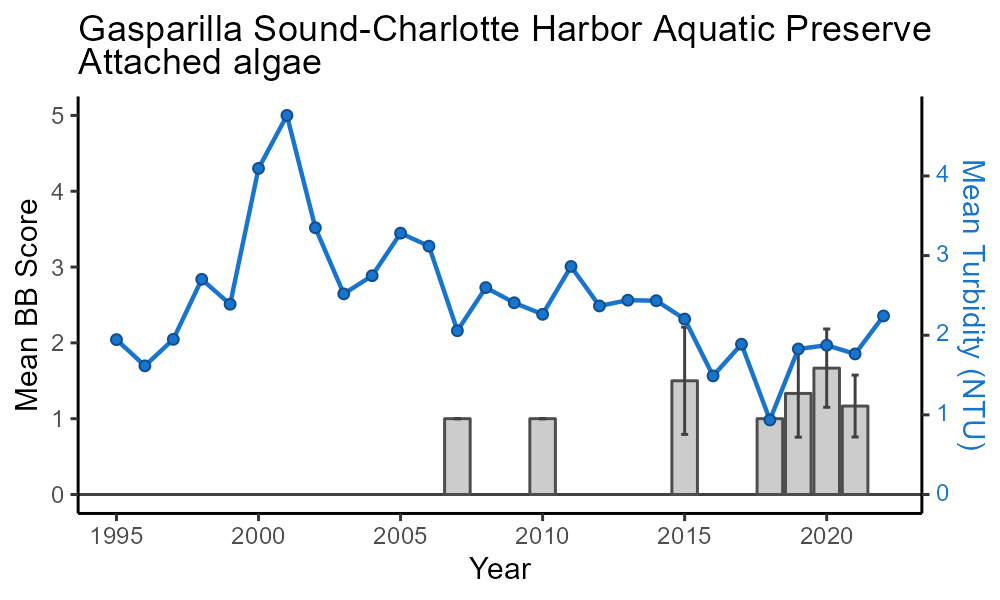 Gasparilla Sound-Charlotte Harbor Aquatic Preserve
Attached algae
Mean BB Score
5
4
3
2
1
0
4
3
2
1
0
Mean Turbidity (NTU)
1995 2000 2005 2010 2015 2020
Year